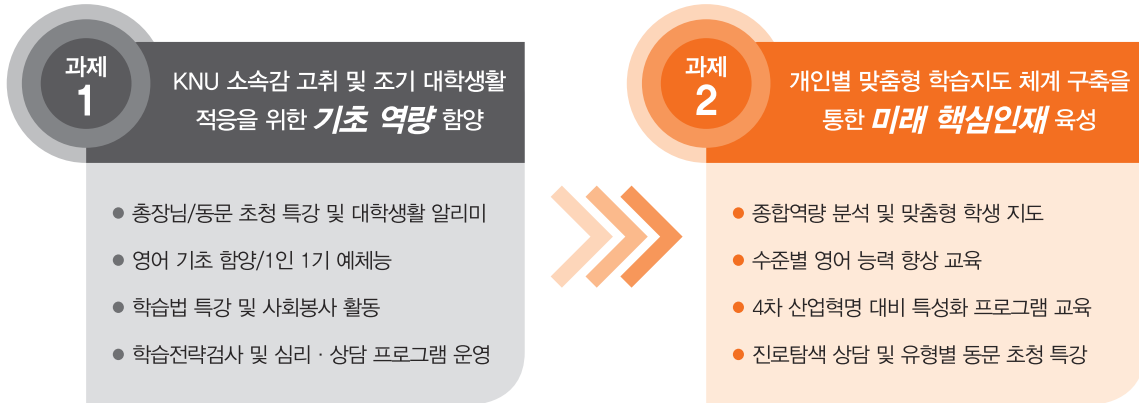 과제
1
KNU 소속감 고취 및 조기 대학생활
적응을 위한 기초 역량 함양
● 총장님/동문 초청 특강 및 대학생활 알리미
● 영어 기초 함양/1인 1기 예체능
● 학습법 특강 및 사회봉사 활동
● 학습전략검사 및 심리 · 상담 프로그램 운영
과제
2
개인별 맞춤형 학습지도 체계 구축을
통한 미래 핵심인재 육성
● 종합역량 분석 및 맞춤형 학생 지도
● 수준별 영어 능력 향상 교육
● 4차 산업혁명 대비 특성화 프로그램 교육
● 진로탐색 상담 및 유형별 동문 초청 특강